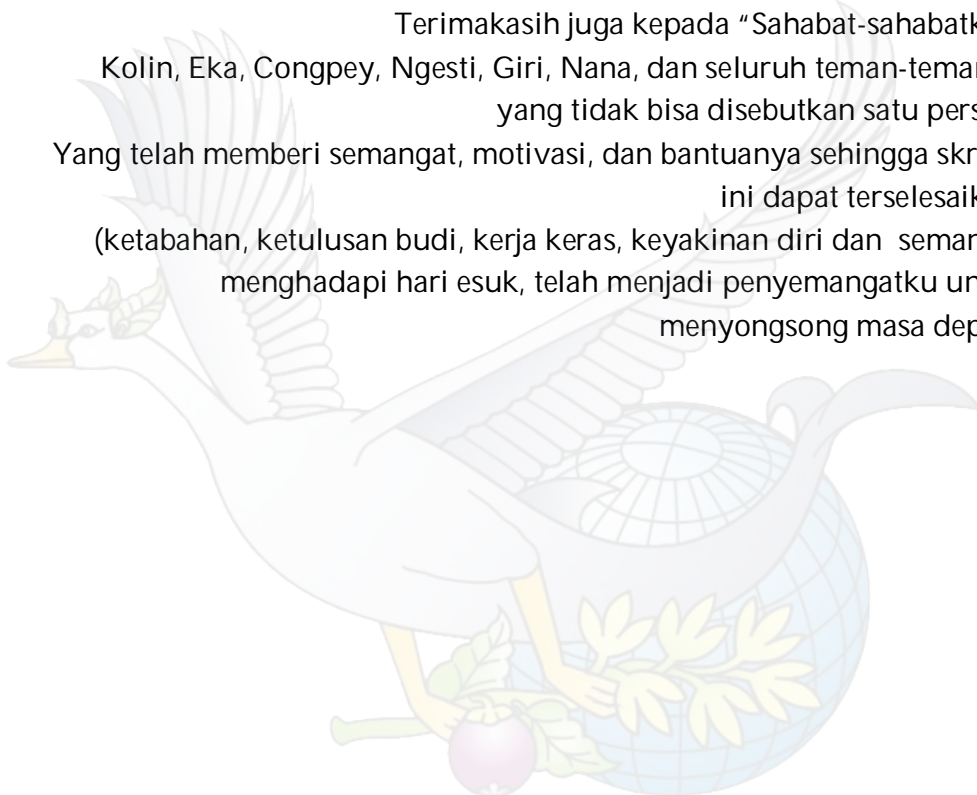 Terimakasih juga kepada “Sahabat-sahabatk
Kolin, Eka, Congpey, Ngesti, Giri, Nana, dan seluruh teman-tema
yang tidak bisa disebutkan satu pers
Yang telah memberi semangat, motivasi, dan bantuanya sehingga skr
ini dapat terselesaik
(ketabahan, ketulusan budi, kerja keras, keyakinan diri dan seman
menghadapi hari esuk, telah menjadi penyemangatku un
menyongsong masa dep